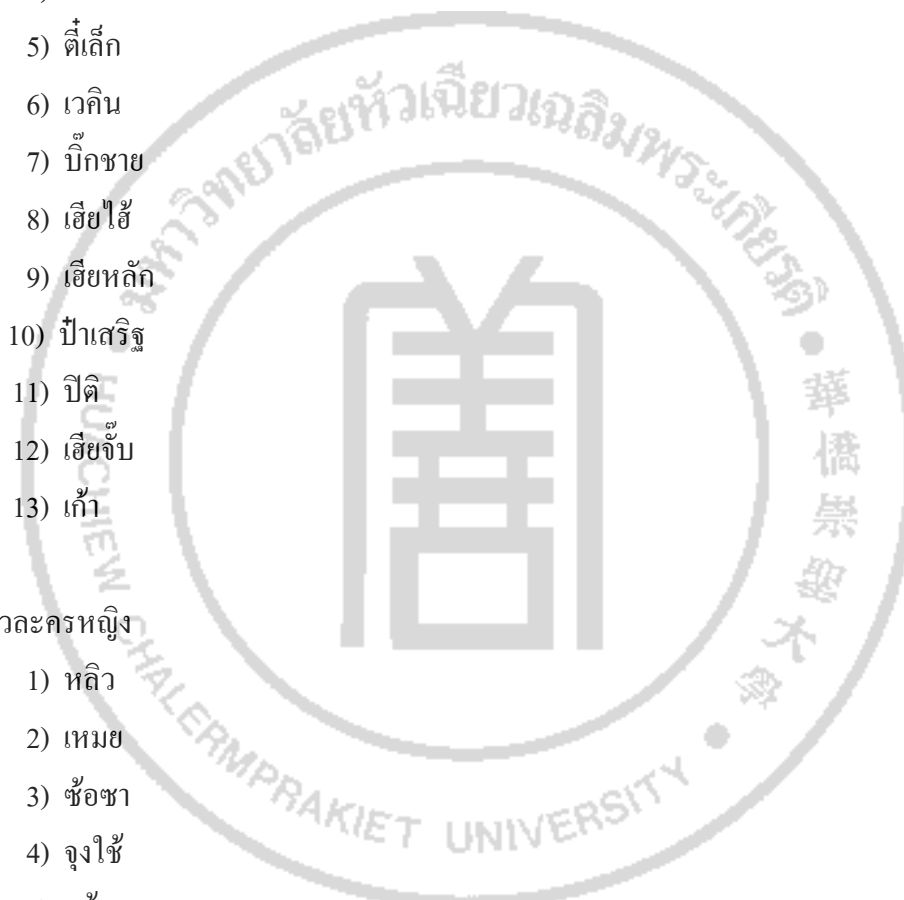 5) ตี๋เล็ก
6) เวคิน
7) บิ๊กชาย
8) เฮียไฮ้
9) เฮียหลัก
10) ป๋าเสริฐ
11) ปิติ
12) เฮียจั๊บ
13) เก้า
วละครหญิง
1) หลิว
2) เหมย
3) ซ้อซา
4) จุงใช้
มหาวิทยาลัยหัวเฉียวเฉลิมพระเกียรติ
華僑崇聖大學
HUACHIEW CHALERMPRAKIET UNIVERSITY